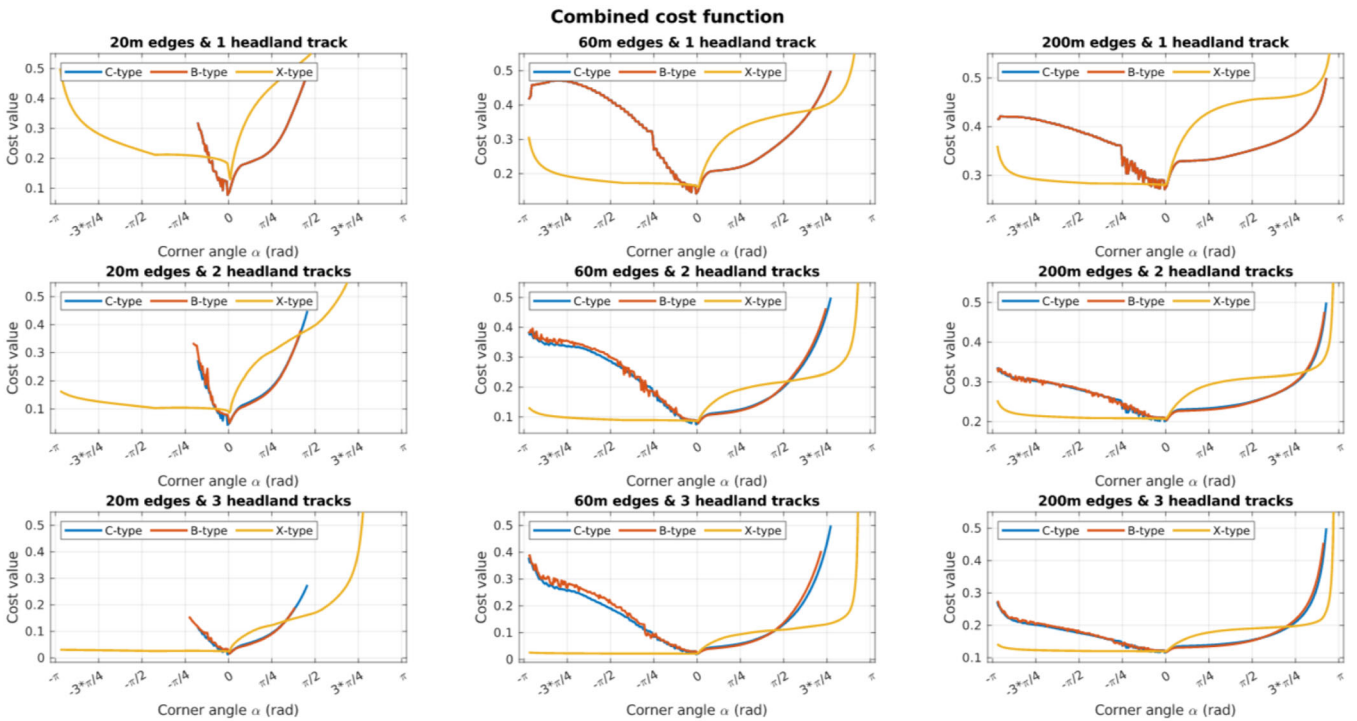 Combined cost function
20m edges & 1 headland track
C-type B-type X-type
Cost value
0.5
0.4
0.3
0.2
0.1
-π -3*π/4 -π/2 -π/4 0 π/4 π/2 3*π/4 π
Corner angle α (rad)
60m edges & 1 headland track
C-type B-type X-type
Cost value
0.5
0.4
0.3
0.2
-π -3*π/4 -π/2 -π/4 0 π/4 π/2 3*π/4 π
Corner angle α (rad)
200m edges & 1 headland track
C-type B-type X-type
Cost value
0.5
0.4
0.3
-π -3*π/4 -π/2 -π/4 0 π/4 π/2 3*π/4 π
Corner angle α (rad)
20m edges & 2 headland tracks
C-type B-type X-type
Cost value
0.5
0.4
0.3
0.2
0.1
-π -3*π/4 -π/2 -π/4 0 π/4 π/2 3*π/4 π
Corner angle α (rad)
60m edges & 2 headland tracks
C-type B-type X-type
Cost value
0.5
0.4
0.3
0.2
0.1
-π -3*π/4 -π/2 -π/4 0 π/4 π/2 3*π/4 π
Corner angle α (rad)
200m edges & 2 headland tracks
C-type B-type X-type
Cost value
0.5
0.4
0.3
0.2
-π -3*π/4 -π/2 -π/4 0 π/4 π/2 3*π/4 π
Corner angle α (rad)
20m edges & 3 headland tracks
C-type B-type X-type
Cost value
0.5
0.4
0.3
0.2
0.1
0
-π -3*π/4 -π/2 -π/4 0 π/4 π/2 3*π/4 π
Corner angle α (rad)
60m edges & 3 headland tracks
C-type B-type X-type
Cost value
0.5
0.4
0.3
0.2
0.1
0
-π -3*π/4 -π/2 -π/4 0 π/4 π/2 3*π/4 π
Corner angle α (rad)
200m edges & 3 headland tracks
C-type B-type X-type
Cost value
0.5
0.4
0.3
0.2
0.1
-π -3*π/4 -π/2 -π/4 0 π/4 π/2 3*π/4 π
Corner angle α (rad)